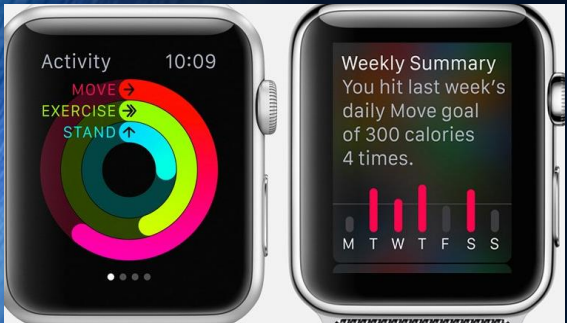 Activity 10:09
MOVE
EXERCISE
STAND
Weekly Summary
You hit last week's
daily Move goal
of 300 calories
4 times.
M T W T F S S